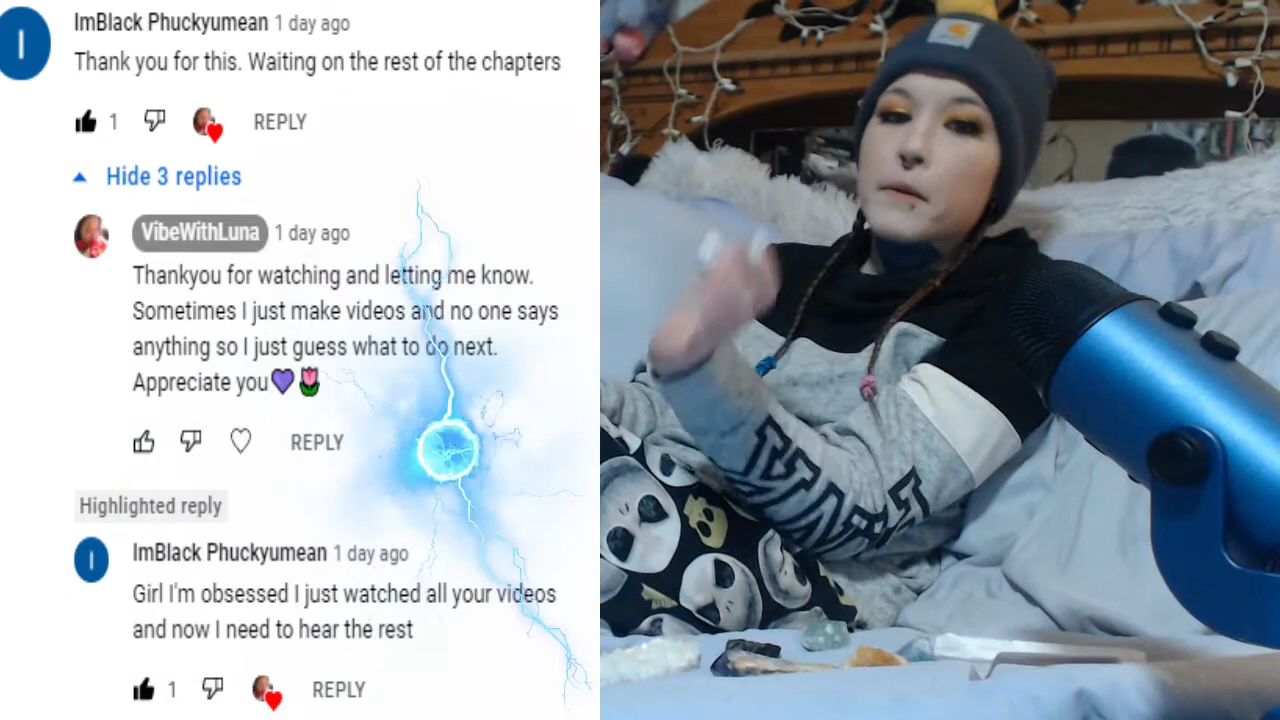 ImBlack Phuckyumean 1 day ago
Thank you for this. Waiting on the rest of the chapters
1 REPLY
Hide 3 replies
VibeWithLuna 1 day ago
Thankyou for watching and letting me know.
Sometimes I just make videos and no one says
anything so I just guess what to do next.
Appreciate you💜🌷
REPLY
Highlighted reply
I ImBlack Phuckyumean 1 day ago
Girl I'm obsessed I just watched all your videos
and now I need to hear the rest
1 REPLY